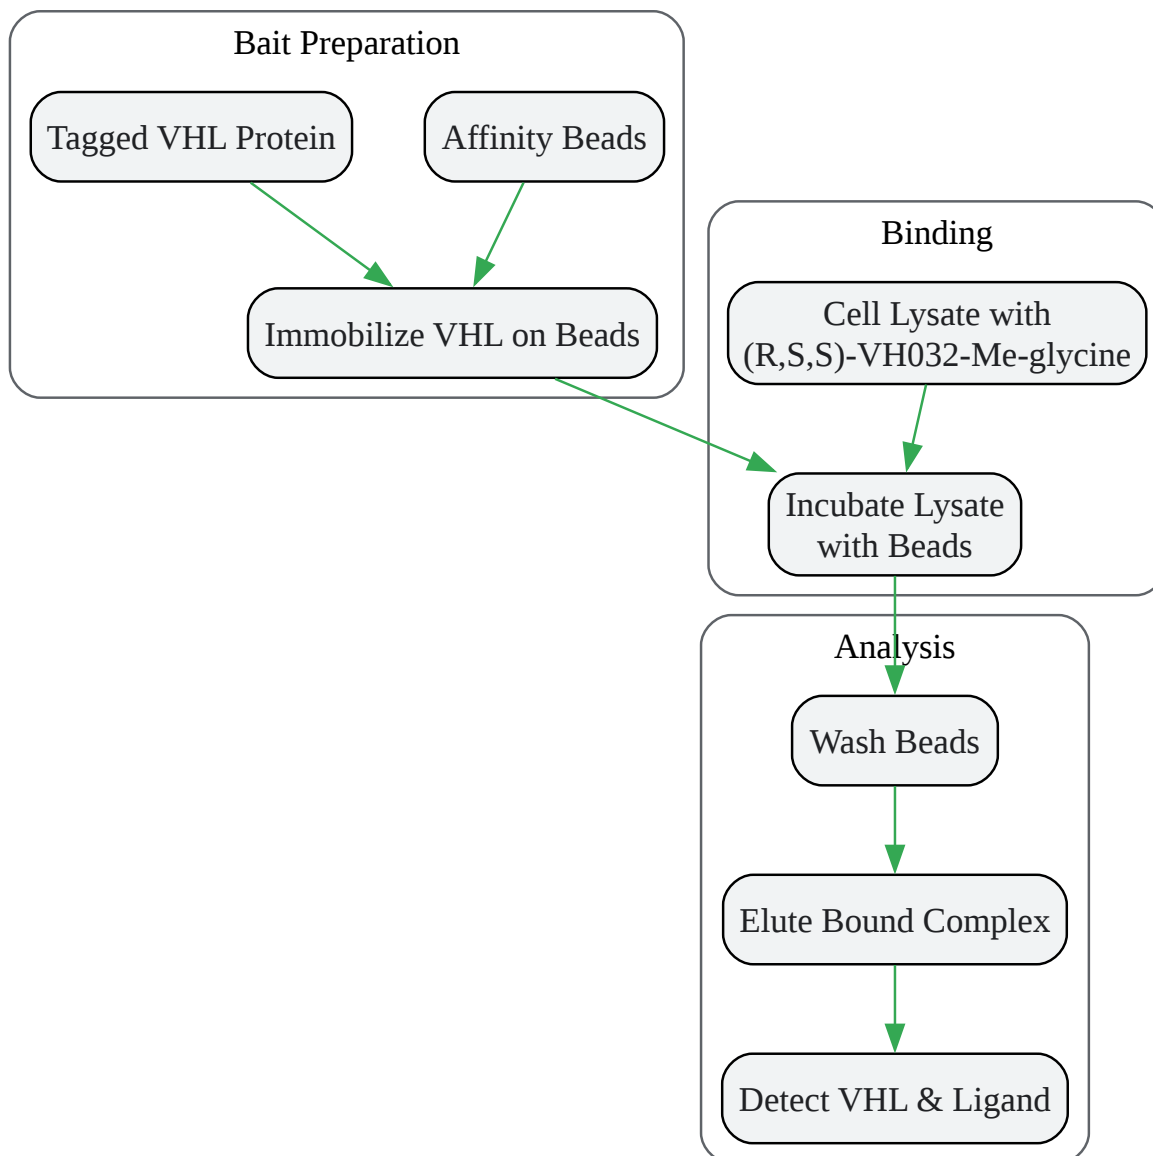 Bait Preparation
Tagged VHL Protein
Affinity Beads
Immobilize VHL on Beads
Binding
Cell Lysate with
(R,S,S)-VH032-Me-glycine
Incubate Lysate
with Beads
Analysis
Wash Beads
Elute Bound Complex
Detect VHL & Ligand